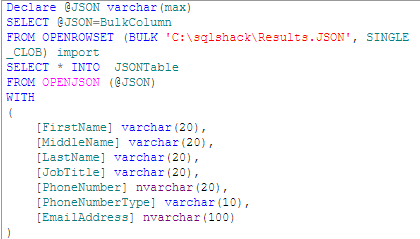 Declare @JSON varchar(max)
SELECT @JSON=BulkColumn
FROM OPENROWSET (BULK 'C:\sqlshack\Results.JSON', SINGLE
_CLOB) import
SELECT * INTO  JSONTable
FROM OPENJSON (@JSON)
WITH
(
    [FirstName] varchar(20),
    [MiddleName] varchar(20),
    [LastName] varchar(20),
    [JobTitle] varchar(20),
    [PhoneNumber] nvarchar(20),
    [PhoneNumberType] varchar(10),
    [EmailAddress] nvarchar(100)
)